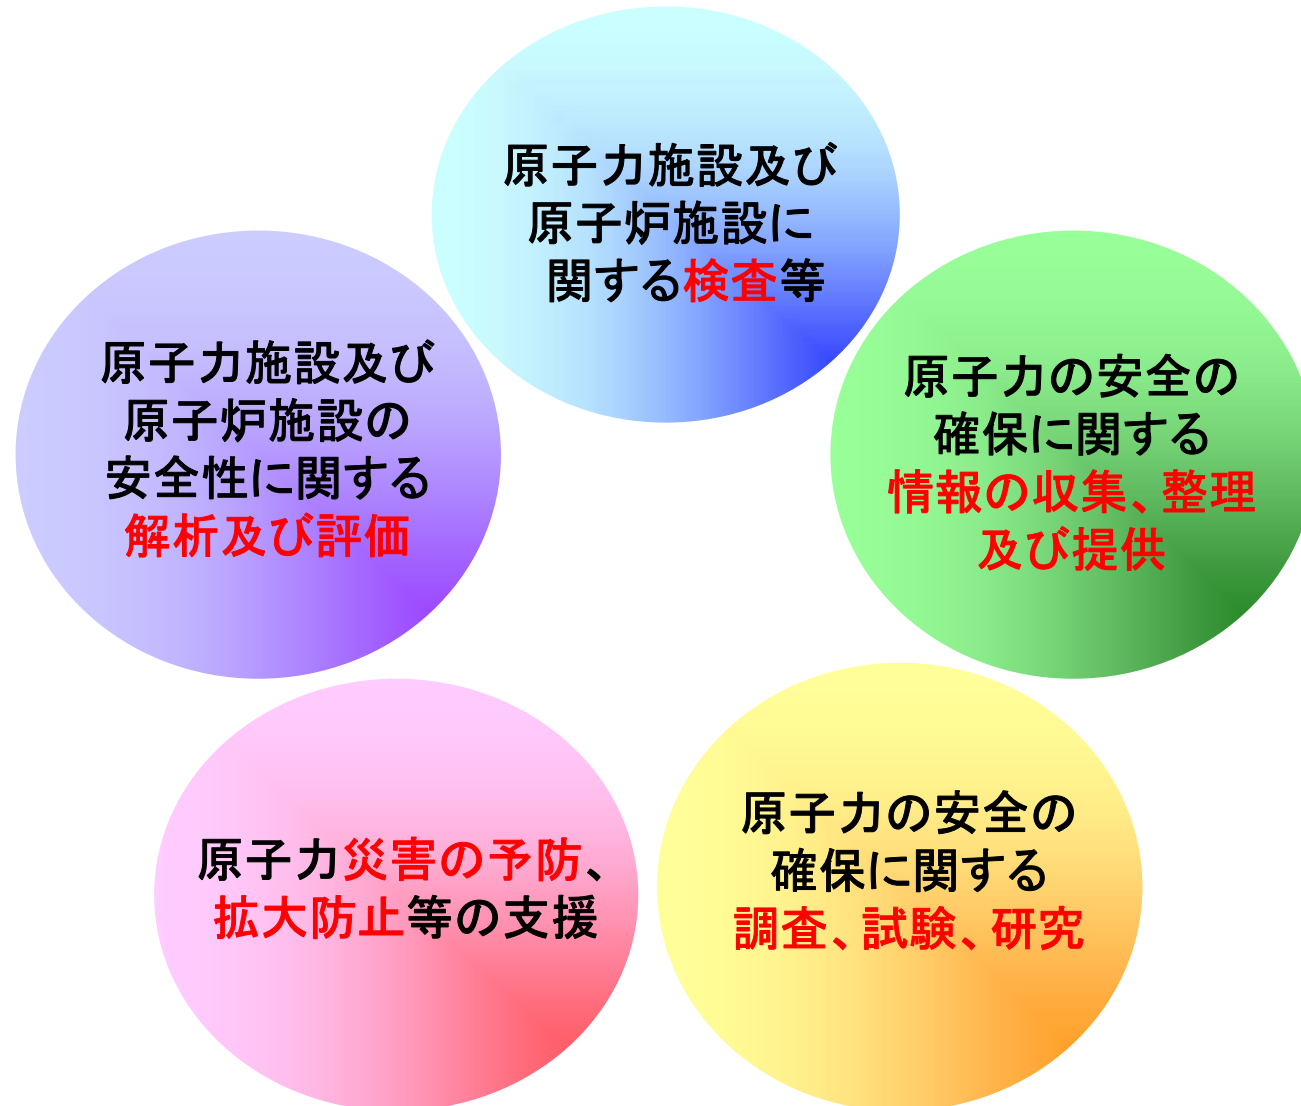 原子力施設及び
原子炉施設に
関する検査等
原子力施設及び
原子炉施設の
安全性に関する
解析及び評価
原子力の安全の
確保に関する
情報の収集、整理
及び提供
原子力災害の予防、
拡大防止等の支援
原子力の安全の
確保に関する
調査、試験、研究